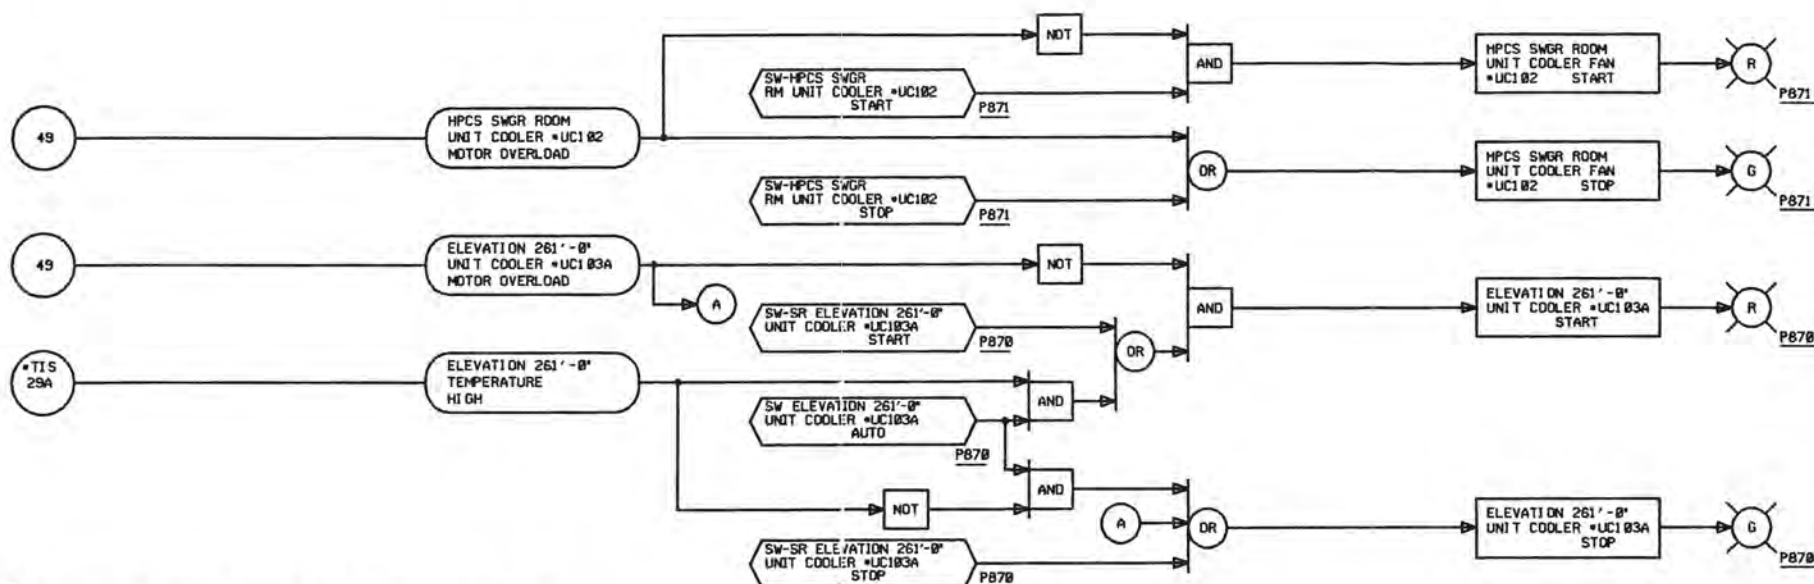 NOT
HPCS SWGR ROOM
UNIT COOLER FAN
*UC102 START
R
P871
AND
SW-HPCS SWGR
RM UNIT COOLER *UC102
START
P871
49
HPCS SWGR ROOM
UNIT COOLER *UC102
MOTOR OVERLOAD
OR
HPCS SWGR ROOM
UNIT COOLER FAN
*UC102 STOP
G
P871
SW-HPCS SWGR
RM UNIT COOLER *UC102
STOP
P871
49
ELEVATION 261'-0"
UNIT COOLER *UC103A
MOTOR OVERLOAD
NOT
A
AND
ELEVATION 261'-0"
UNIT COOLER *UC103A
START
R
P870
SW-SR ELEVATION 261'-0"
UNIT COOLER *UC103A
START
P870
OR
*TIS
29A
ELEVATION 261'-0"
TEMPERATURE
HIGH
AND
SW ELEVATION 261'-0"
UNIT COOLER *UC103A
AUTO
P870
AND
NOT
A
OR
ELEVATION 261'-0"
UNIT COOLER *UC103A
STOP
G
P870
SW-SR ELEVATION 261'-0"
UNIT COOLER *UC103A
STOP
P870